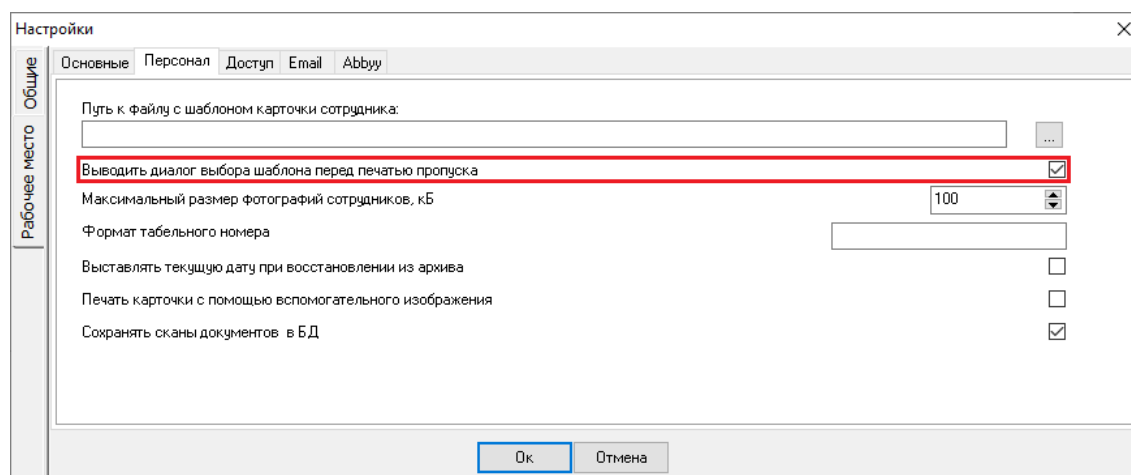 Настройки
Общие
Рабочее место
Основные Персонал Доступ Email Abbyy
Путь к файлу с шаблоном карточки сотрудника:
...
Выводить диалог выбора шаблона перед печатью пропуска
Максимальный размер фотографий сотрудников, кБ 100
Формат табельного номера
Выставлять текущую дату при восстановлении из архива
Печать карточки с помощью вспомогательного изображения
Сохранять сканы документов в БД
Ок Отмена